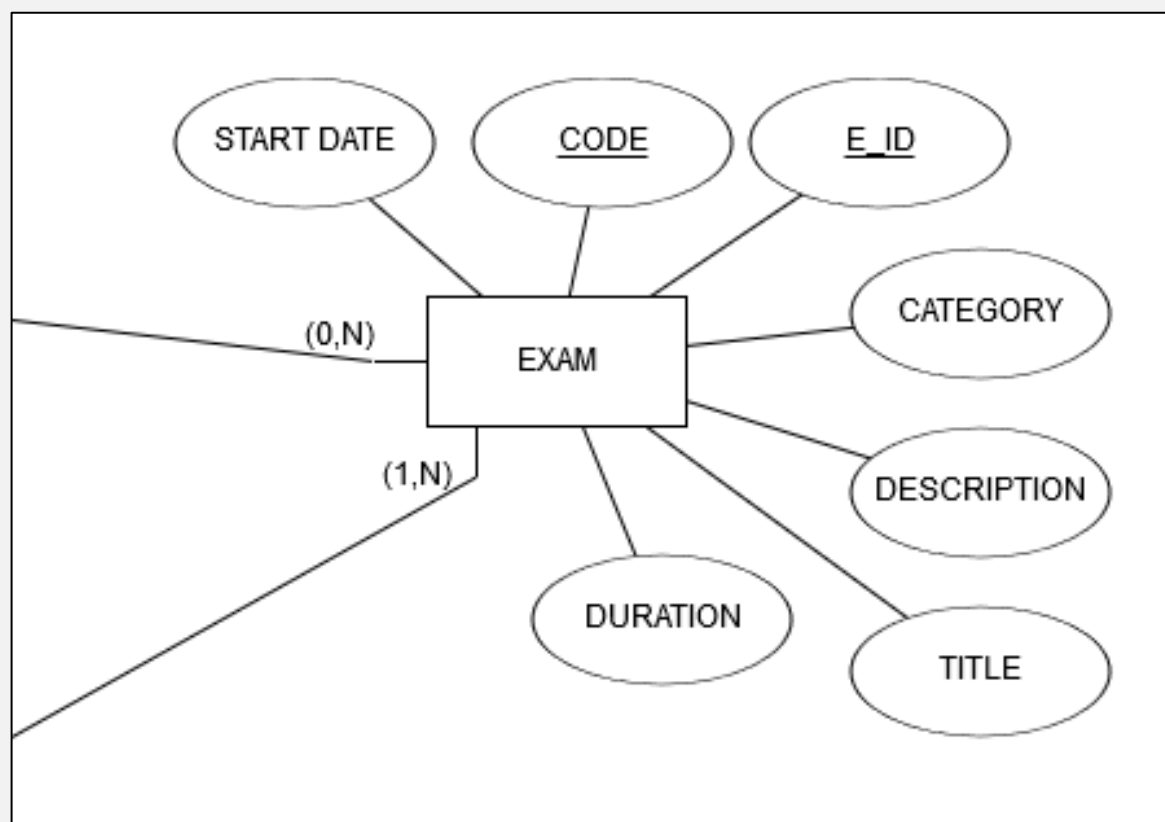 START DATE
CODE
E_ID
CATEGORY
(0,N)
EXAM
(1,N)
DESCRIPTION
DURATION
TITLE